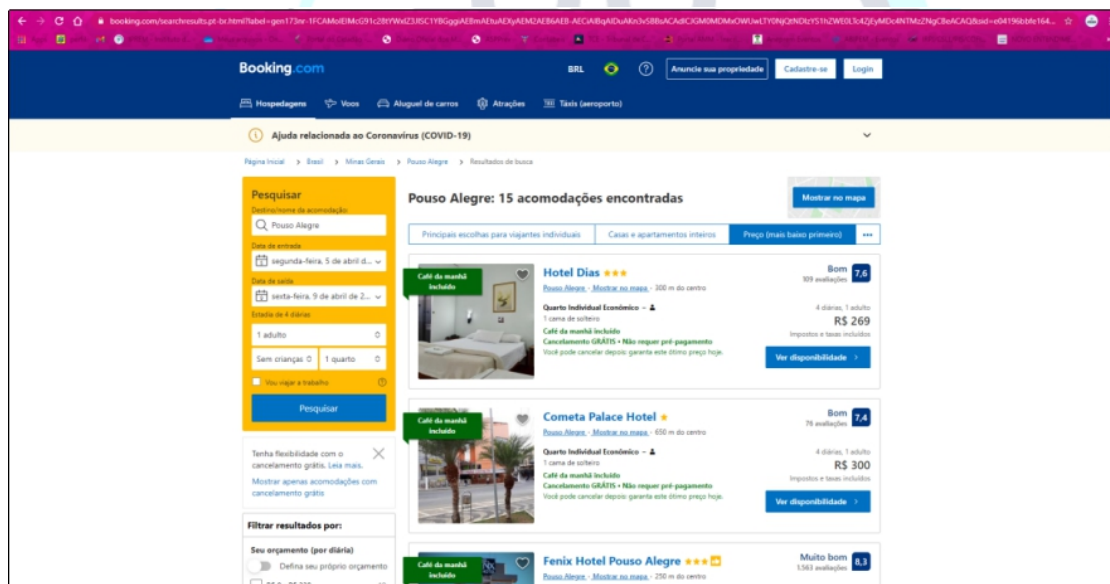 Booking.com
BRL
Anuncie sua propriedade
Cadastre-se
Login
Hospedagens
Voos
Aluguel de carros
Atrações
Táxis (aeroporto)
Ajuda relacionada ao Coronavírus (COVID-19)
Página Inicial > Brasil > Minas Gerais > Pouso Alegre > Resultados de busca
Pesquisar
Destino/nome da acomodação:
Pouso Alegre
Data de entrada
segunda-feira, 5 de abril d...
Data de saída
sexta-feira, 9 de abril de 2...
Estadia de 4 diárias
1 adulto
Sem crianças
1 quarto
Vou viajar a trabalho
Pesquisar
Tenha flexibilidade com o
cancelamento grátis. Leia mais.
Mostrar apenas acomodações com
cancelamento grátis
Filtrar resultados por:
Seu orçamento (por diária)
Defina seu próprio orçamento
Pouso Alegre: 15 acomodações encontradas
Mostrar no mapa
Principais escolhas para viajantes individuais
Casas e apartamentos inteiros
Preço (mais baixo primeiro)
Café da manhã
incluído
Hotel Dias
Pouso Alegre - Mostrar no mapa - 300 m do centro
Quarto Individual Econômico –
1 cama de solteiro
Café da manhã incluído
Cancelamento GRÁTIS • Não requer pré-pagamento
Você pode cancelar depois: garanta este ótimo preço hoje.
Bom 7,6
109 avaliações
4 diárias, 1 adulto
R$ 269
Impostos e taxas incluídos
Ver disponibilidade >
Café da manhã
incluído
Cometa Palace Hotel
Pouso Alegre - Mostrar no mapa - 650 m do centro
Quarto Individual Econômico –
1 cama de solteiro
Café da manhã incluído
Cancelamento GRÁTIS • Não requer pré-pagamento
Você pode cancelar depois: garanta este ótimo preço hoje.
Bom 7,4
78 avaliações
4 diárias, 1 adulto
R$ 300
Impostos e taxas incluídos
Ver disponibilidade >
Café da manhã
incluído
Fenix Hotel Pouso Alegre
Pouso Alegre - Mostrar no mapa - 250 m do centro
Muito bom 8,3
1.563 avaliações